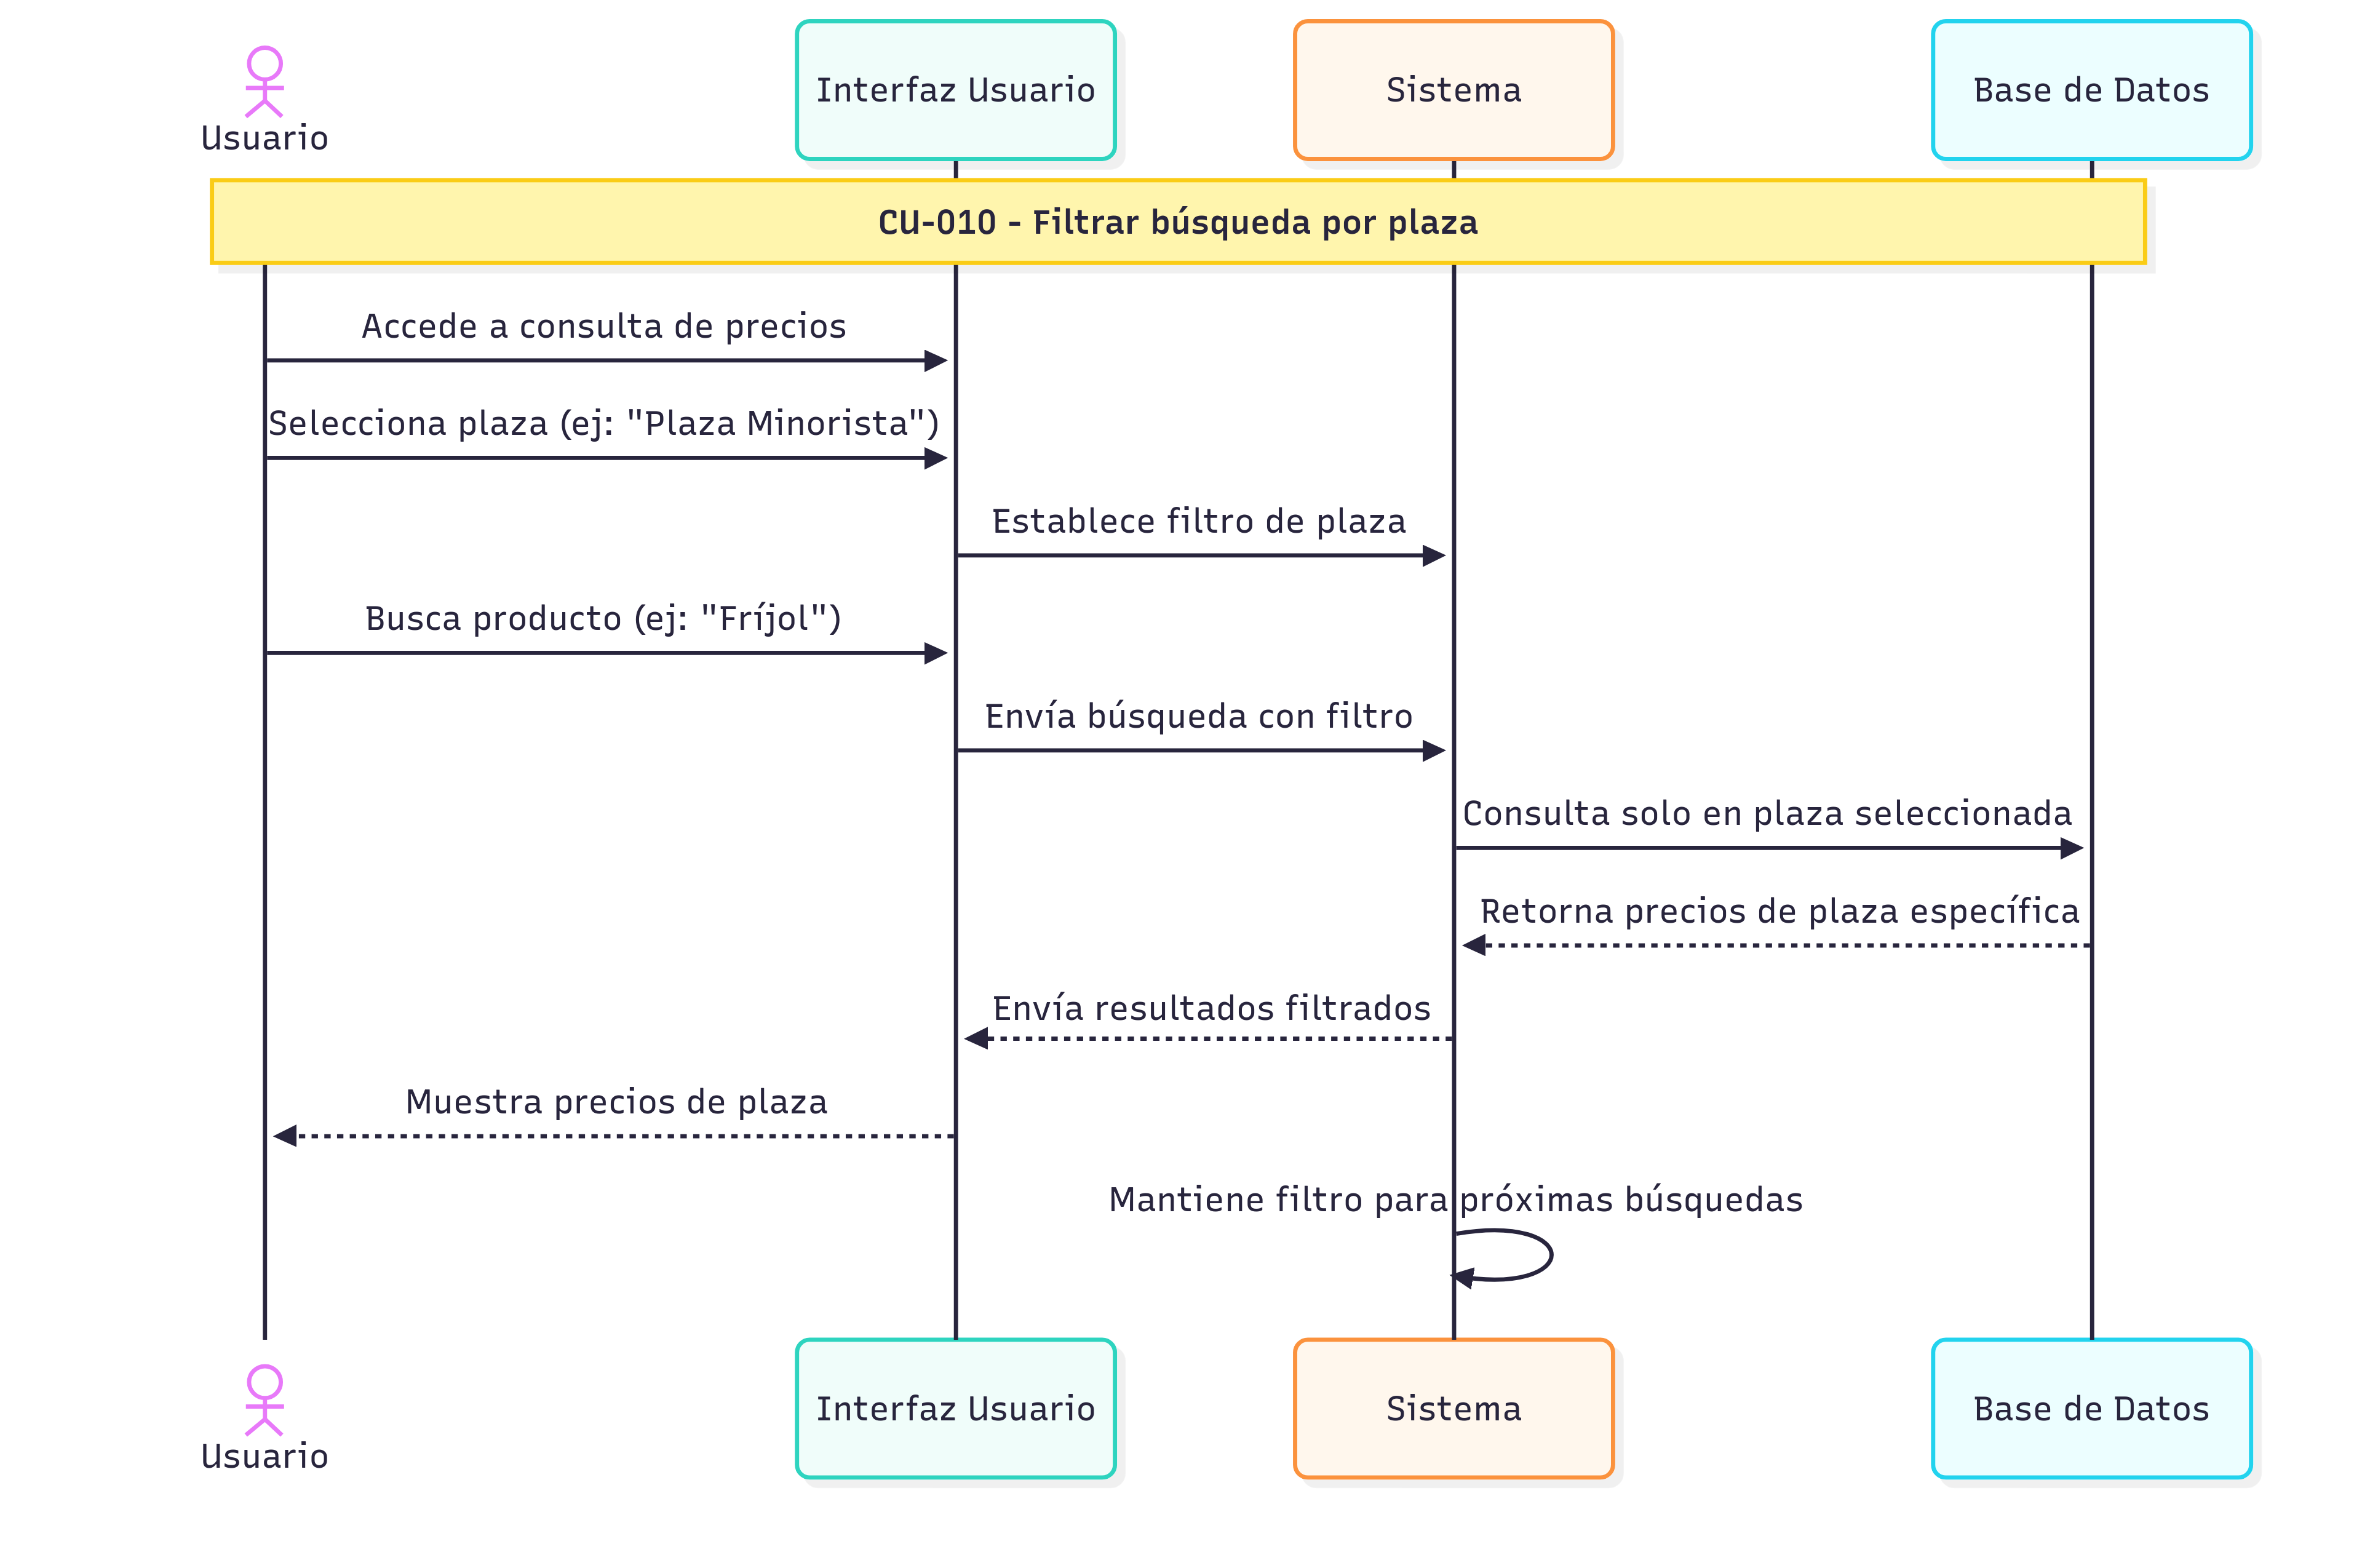 Usuario
Interfaz Usuario
Sistema
Base de Datos
CU-010 - Filtrar búsqueda por plaza
Accede a consulta de precios
Selecciona plaza (ej: "Plaza Minorista")
Establece filtro de plaza
Busca producto (ej: "Fríjol")
Envía búsqueda con filtro
Consulta solo en plaza seleccionada
Retorna precios de plaza específica
Envía resultados filtrados
Muestra precios de plaza
Mantiene filtro para próximas búsquedas
Usuario
Interfaz Usuario
Sistema
Base de Datos